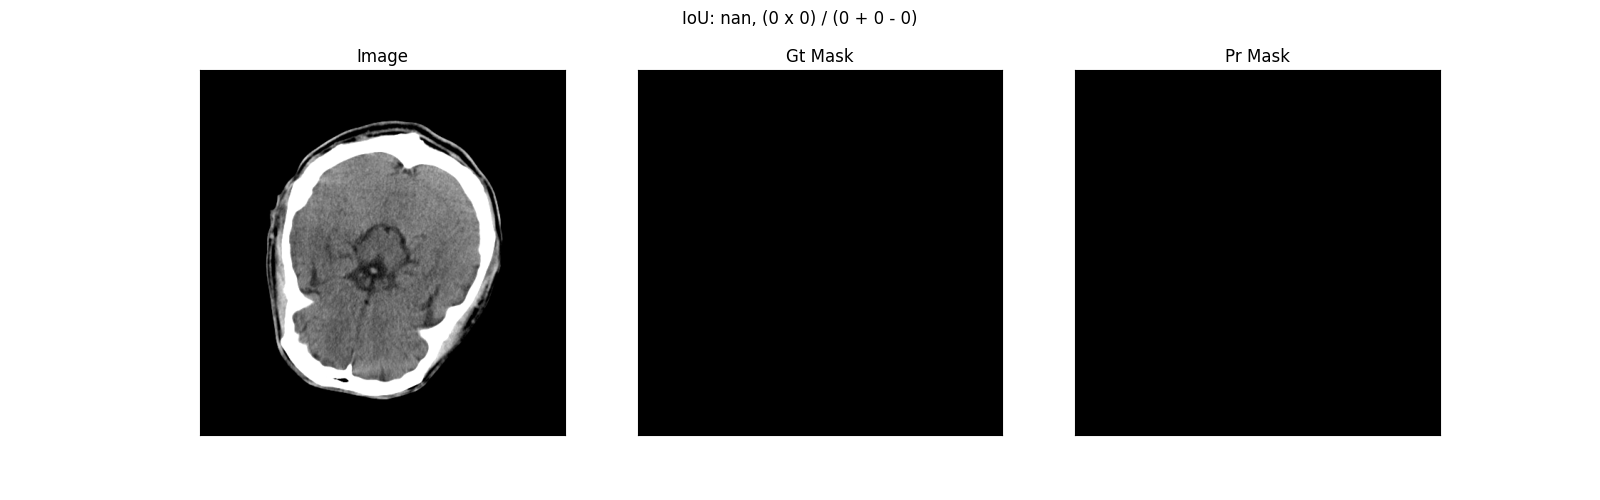 IoU: nan, (0 x 0) / (0 + 0 - 0)
Image
Gt Mask
Pr Mask